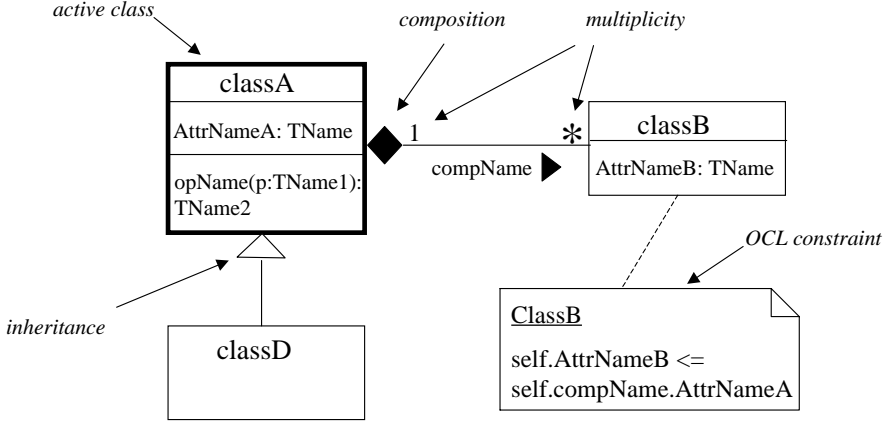 active class
composition
multiplicity
classA
AttrNameA: TName
opName(p:TName1):
TName2
1
*
compName
classB
AttrNameB: TName
OCL constraint
inheritance
classD
ClassB
self.AttrNameB <=
self.compName.AttrNameA